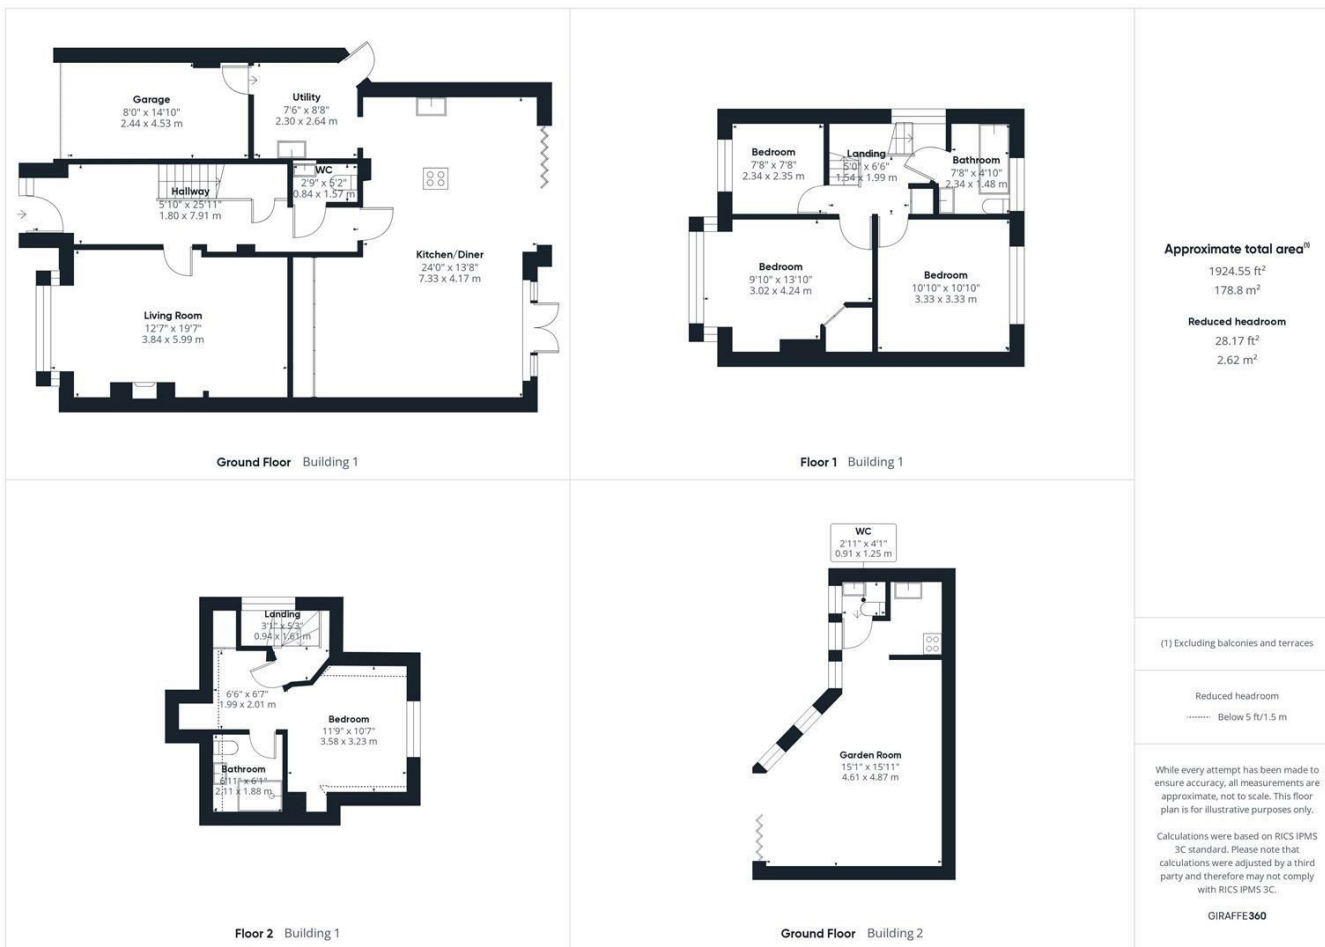 Garage
8'0" x 14'10"
2.44 x 4.53 m
Utility
7'6" x 8'8"
2.30 x 2.64 m
WC
2'9" x 5'2"
0.84 x 1.57 m
Hallway
5'10" x 25'11"
1.80 x 7.91 m
Kitchen/Diner
24'0" x 13'8"
7.33 x 4.17 m
Living Room
12'7" x 19'7"
3.84 x 5.99 m
Ground Floor Building 1
Bedroom
7'8" x 7'8"
2.34 x 2.35 m
Landing
5'0" x 6'6"
1.54 x 1.99 m
Bathroom
7'8" x 4'10"
2.34 x 1.48 m
Bedroom
9'10" x 13'10"
3.02 x 4.24 m
Bedroom
10'10" x 10'10"
3.33 x 3.33 m
Floor 1 Building 1
Landing
3'1" x 5'3"
0.94 x 1.61 m
6'6" x 6'7"
1.99 x 2.01 m
Bedroom
11'9" x 10'7"
3.58 x 3.23 m
Bathroom
6'11" x 6'1"
2.11 x 1.88 m
Floor 2 Building 1
WC
2'11" x 4'1"
0.91 x 1.25 m
Garden Room
15'1" x 15'11"
4.61 x 4.87 m
Ground Floor Building 2
Approximate total area(1)
1924.55 ft²
178.8 m²
Reduced headroom
28.17 ft²
2.62 m²
(1) Excluding balconies and terraces
Reduced headroom
Below 5 ft/1.5 m
While every attempt has been made to
ensure accuracy, all measurements are
approximate, not to scale. This floor
plan is for illustrative purposes only.
Calculations were based on RICS IPMS
3C standard. Please note that
calculations were adjusted by a third
party and therefore may not comply
with RICS IPMS 3C.
GIRAFFE360